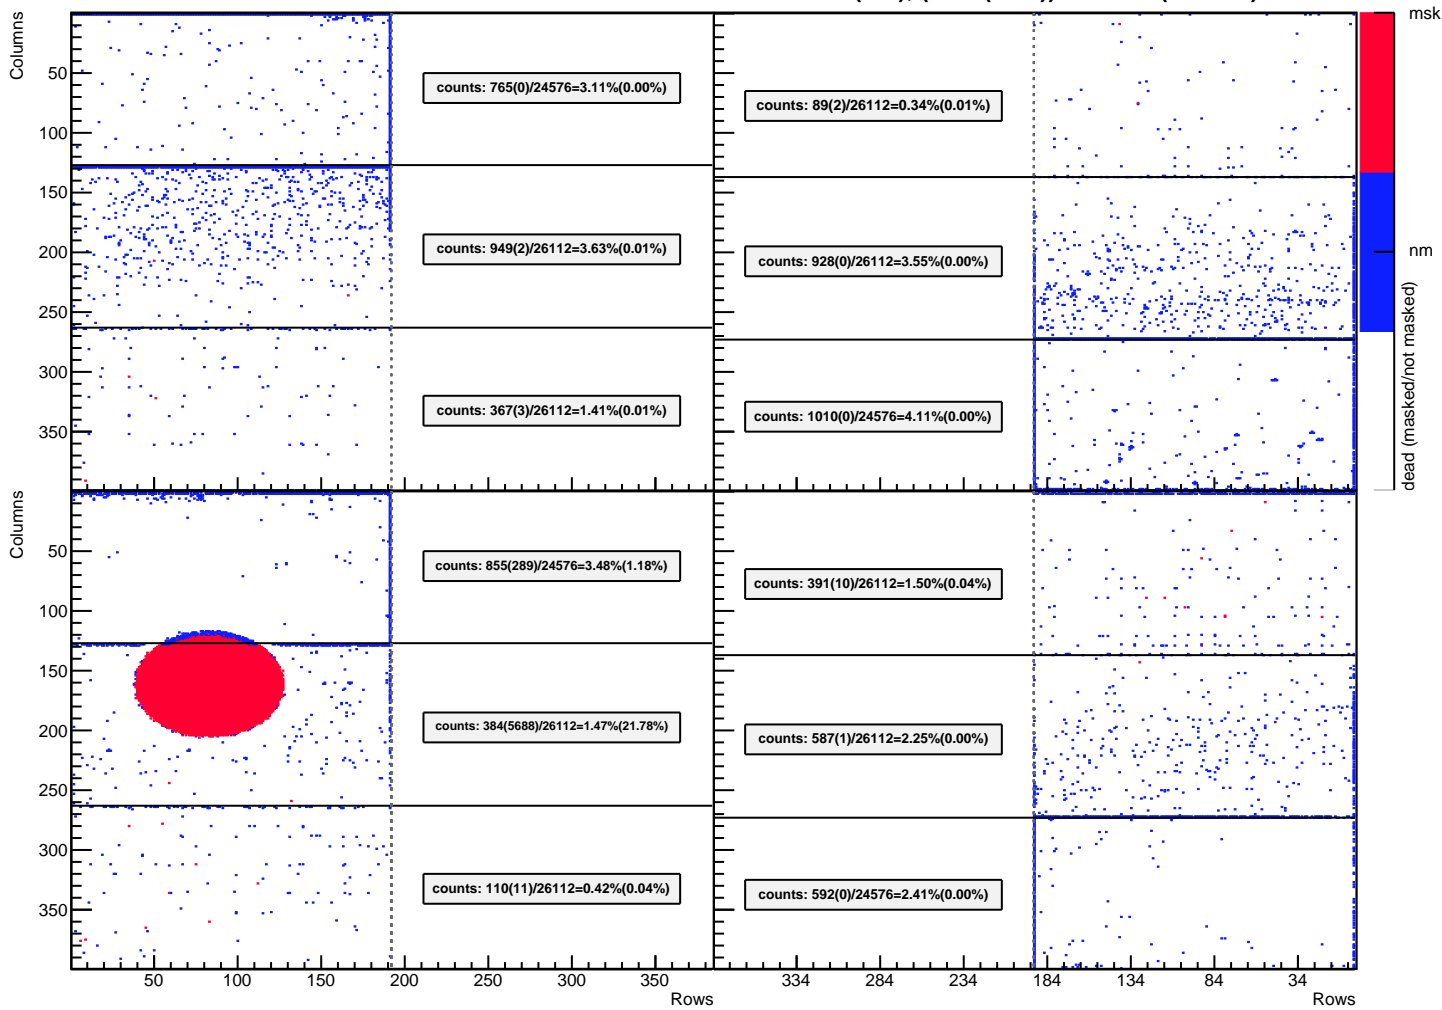 msk
Columns
50
100
150
200
250
300
350
counts: 765(0)/24576=3.11%(0.00%)
counts: 949(2)/26112=3.63%(0.01%)
counts: 367(3)/26112=1.41%(0.01%)
counts: 89(2)/26112=0.34%(0.01%)
counts: 928(0)/26112=3.55%(0.00%)
counts: 1010(0)/24576=4.11%(0.00%)
nm
dead (masked/not masked)
Columns
50
100
150
200
250
300
350
counts: 855(289)/24576=3.48%(1.18%)
counts: 384(5688)/26112=1.47%(21.78%)
counts: 110(11)/26112=0.42%(0.04%)
counts: 391(10)/26112=1.50%(0.04%)
counts: 587(1)/26112=2.25%(0.00%)
counts: 592(0)/24576=2.41%(0.00%)
50 100 150 200 250 300 350
Rows
334 284 234 184 134 84 34
Rows